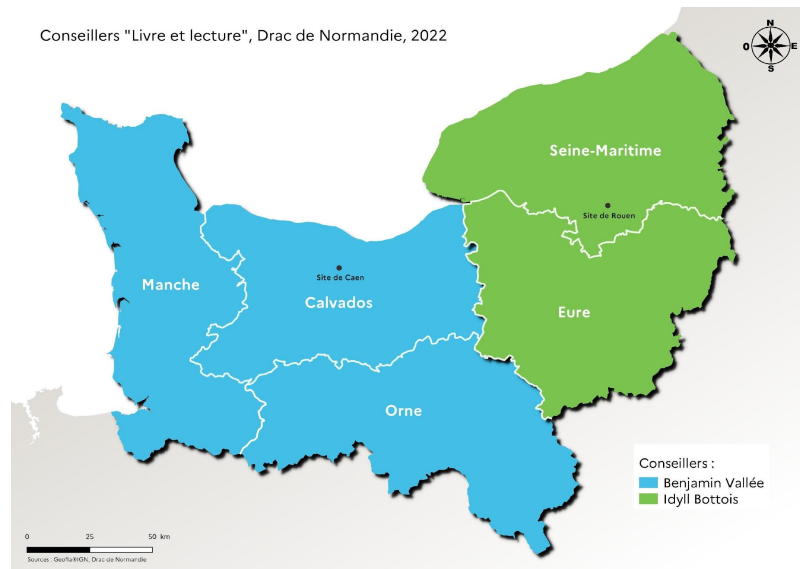 Conseillers "Livre et lecture", Drac de Normandie, 2022
N
O
E
S
Seine-Maritime
Site de Rouen
Site de Caen
Manche
Calvados
Eure
Orne
Conseillers :
Benjamin Vallée
Idyll Bottois
0 25 50 km
Sources : Geofla®IGN, Drac de Normandie